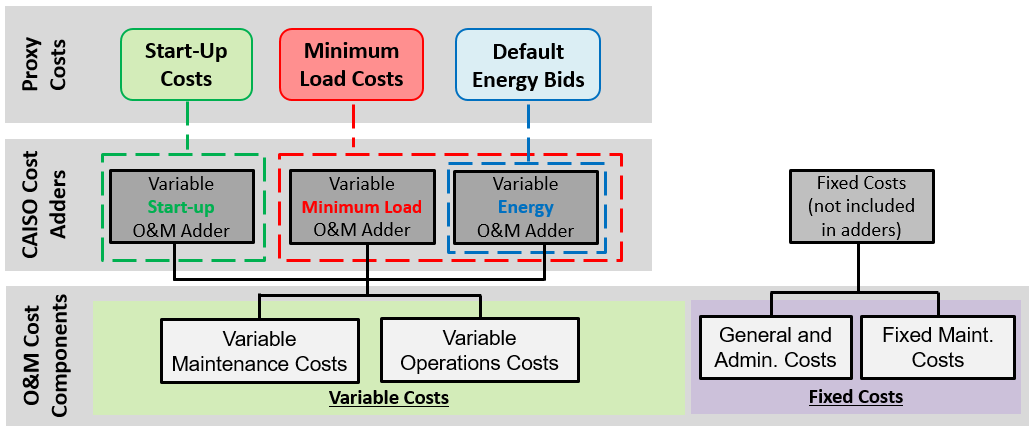 Proxy
Costs
Start-Up
Costs
Minimum
Load Costs
Default
Energy Bids
CAISO Cost
Adders
Variable
Start-up
O&M Adder
Variable
Minimum Load
O&M Adder
Variable
Energy
O&M Adder
Fixed Costs
(not included
in adders)
O&M Cost
Components
Variable
Maintenance Costs
Variable
Operations Costs
Variable Costs
General and
Admin. Costs
Fixed Maint.
Costs
Fixed Costs